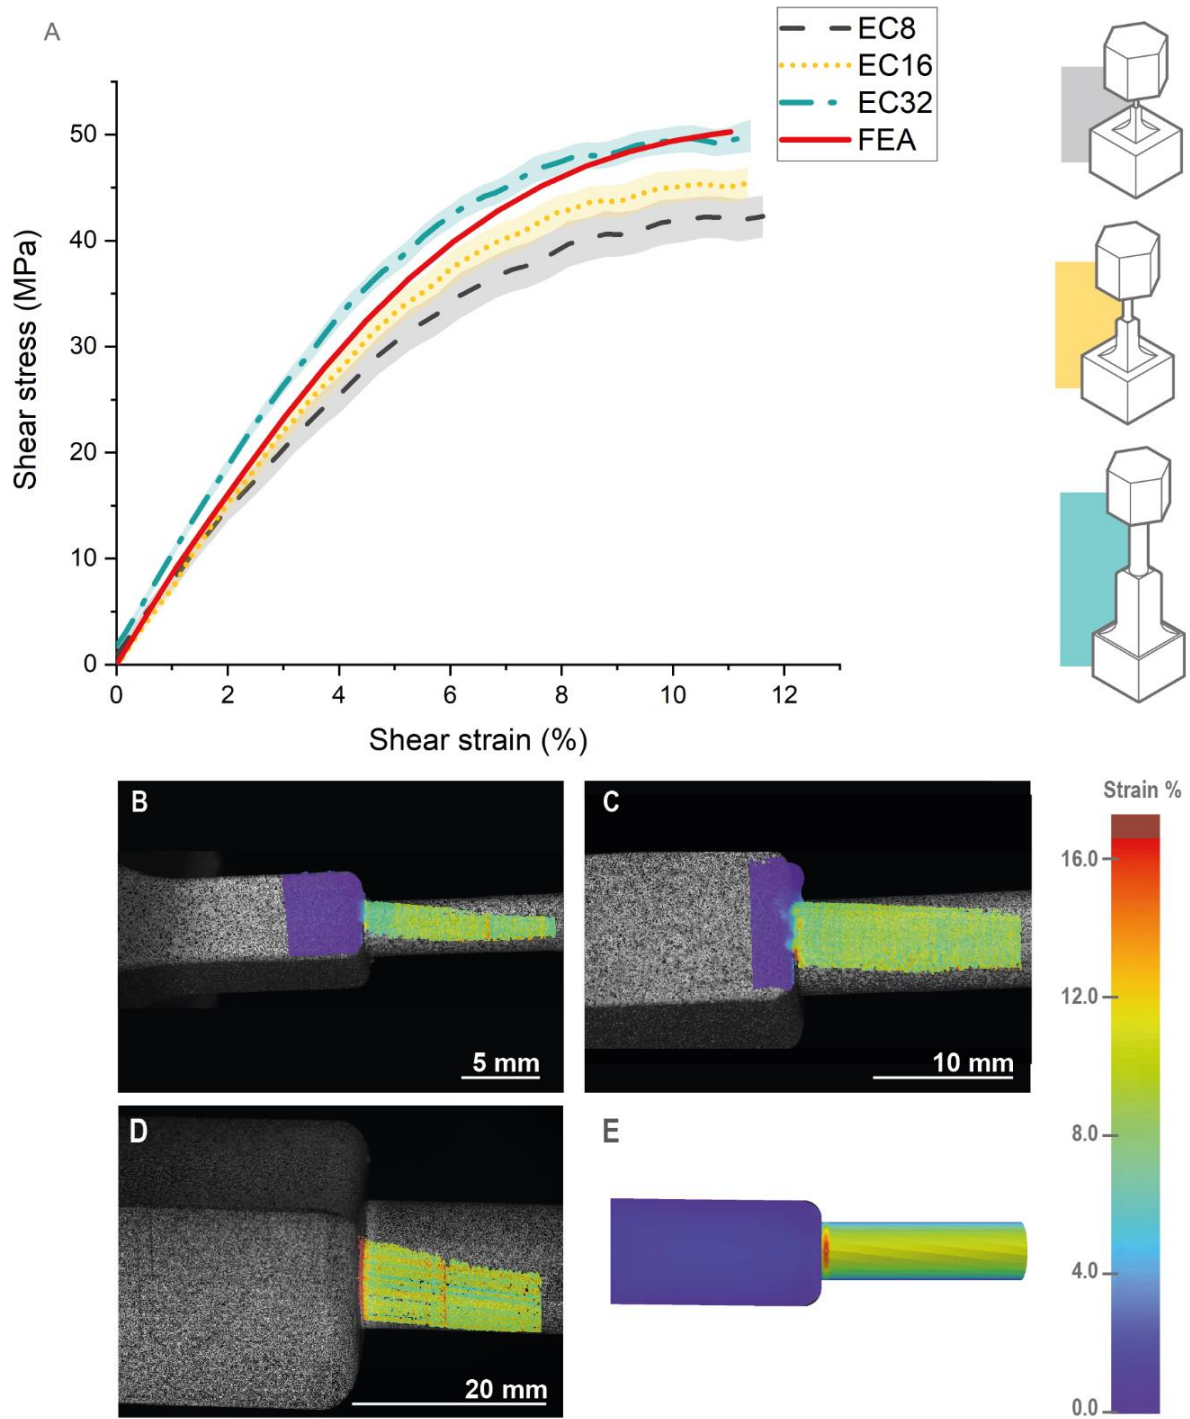 A
EC8
EC16
EC32
FEA
50
40
30
20
10
0
Shear stress (MPa)
0 2 4 6 8 10 12
Shear strain (%)
B
5 mm
C
10 mm
D
20 mm
E
Strain %
16.0
12.0
8.0
4.0
0.0